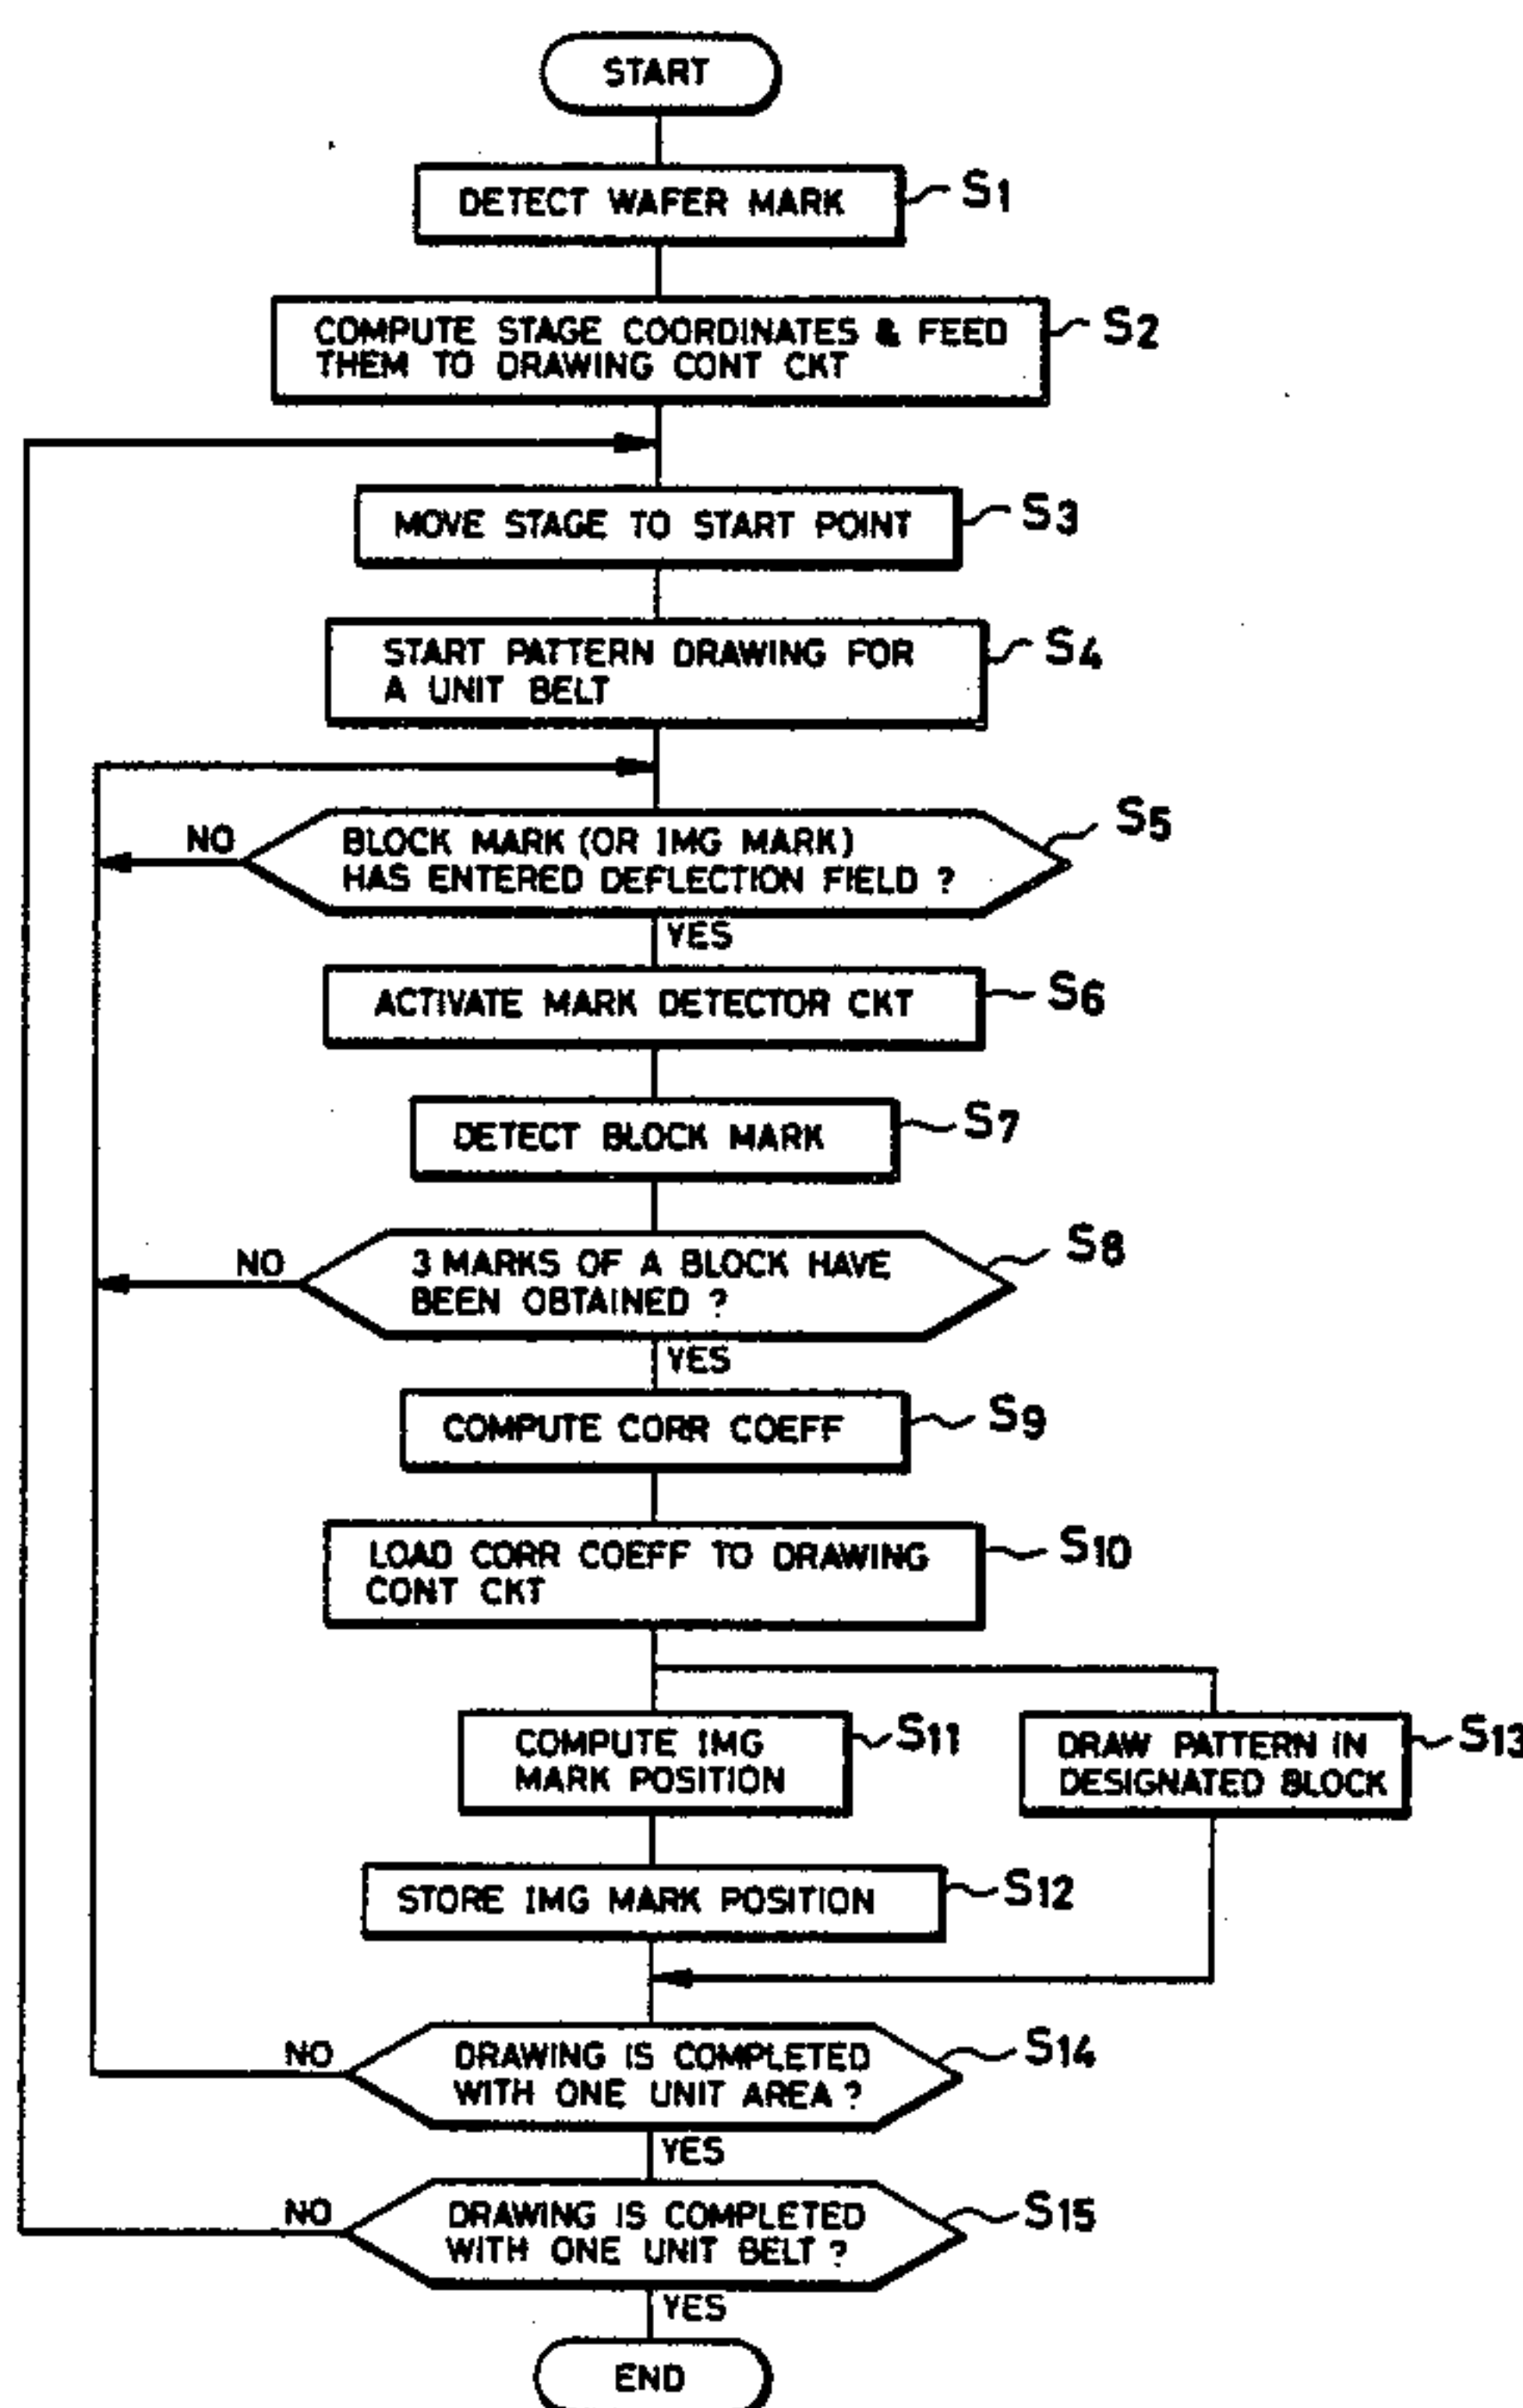 START
DETECT WAFER MARK
S1
COMPUTE STAGE COORDINATES & FEED
THEM TO DRAWING CONT CKT
S2
MOVE STAGE TO START POINT
S3
START PATTERN DRAWING FOR
A UNIT BELT
S4
NO
BLOCK MARK (OR IMG MARK)
HAS ENTERED DEFLECTION FIELD ?
S5
YES
ACTIVATE MARK DETECTOR CKT
S6
DETECT BLOCK MARK
S7
NO
3 MARKS OF A BLOCK HAVE
BEEN OBTAINED ?
S8
YES
COMPUTE CORR COEFF
S9
LOAD CORR COEFF TO DRAWING
CONT CKT
S10
COMPUTE IMG
MARK POSITION
S11
DRAW PATTERN IN
DESIGNATED BLOCK
S13
STORE IMG MARK POSITION
S12
NO
DRAWING IS COMPLETED
WITH ONE UNIT AREA ?
S14
YES
NO
DRAWING IS COMPLETED
WITH ONE UNIT BELT ?
S15
YES
END